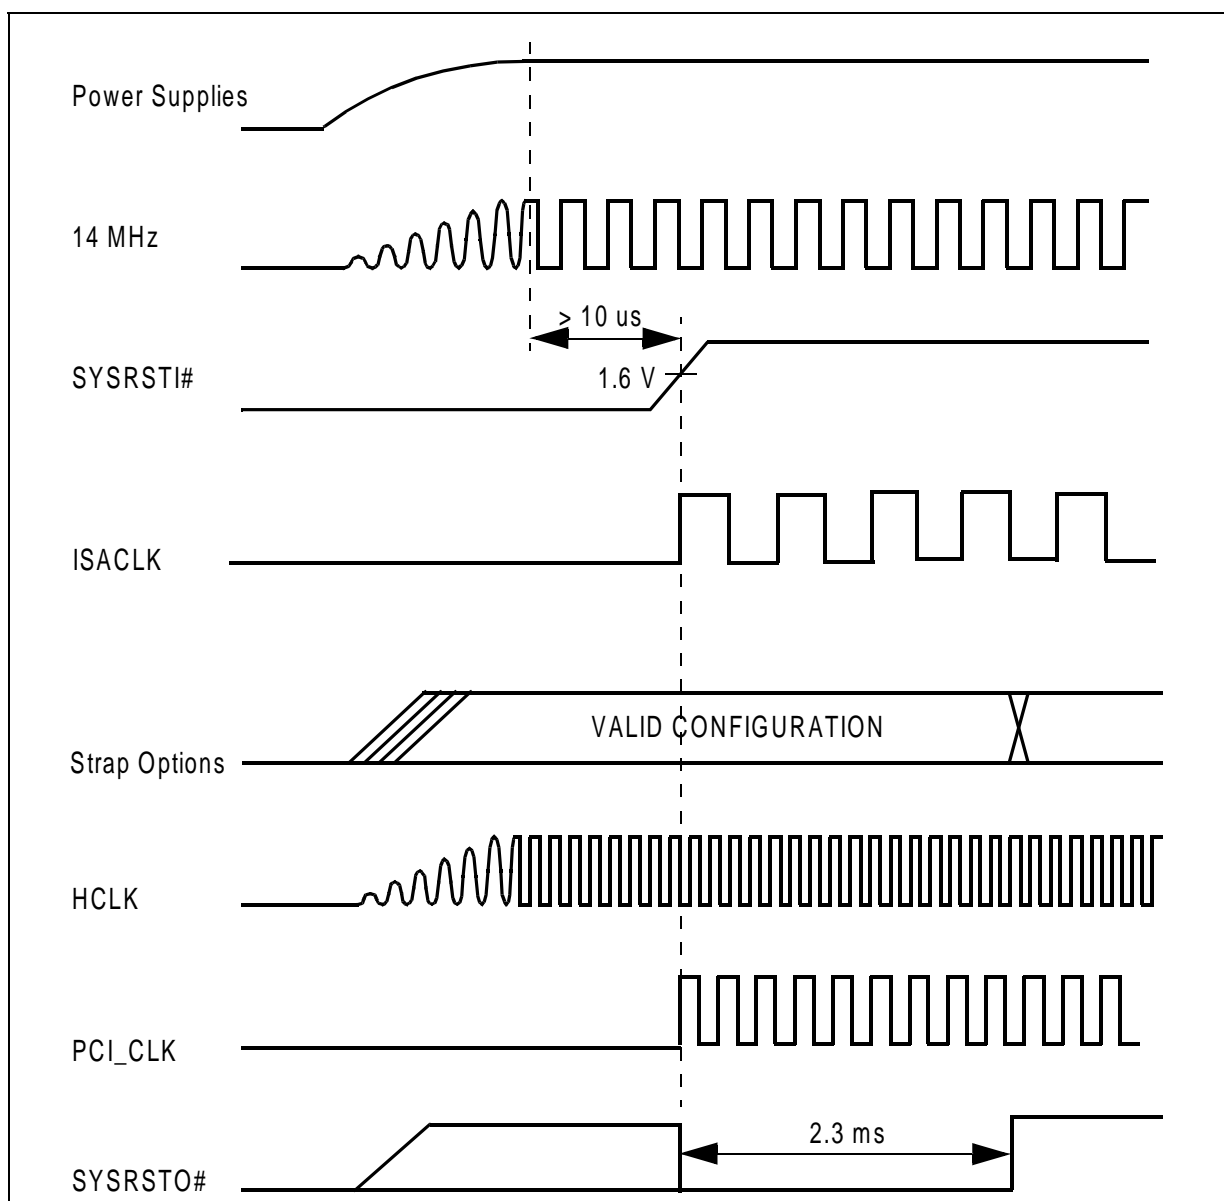 Power Supplies
14 MHz
> 10 us
SYSRSTI#
1.6 V
ISACLK
VALID CONFIGURATION
Strap Options
HCLK
PCI_CLK
2.3 ms
SYSRSTO#